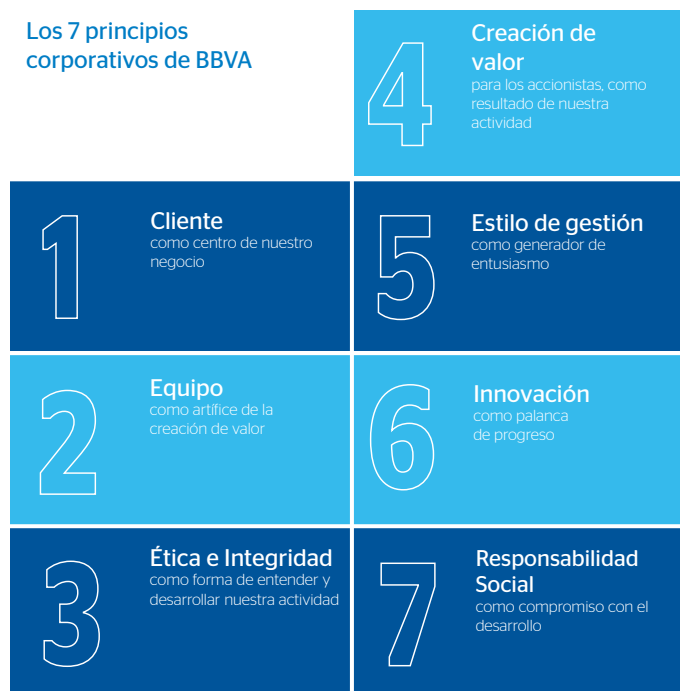 Los 7 principios
corporativos de BBVA
1
Cliente
como centro de nuestro
negocio
2
Equipo
como artífice de la
creación de valor
3
Ética e Integridad
como forma de entender y
desarrollar nuestra actividad
4
Creación de
valor
para los accionistas, como
resultado de nuestra
actividad
5
Estilo de gestión
como generador de
entusiasmo
6
Innovación
como palanca
de progreso
7
Responsabilidad
Social
como compromiso con el
desarrollo